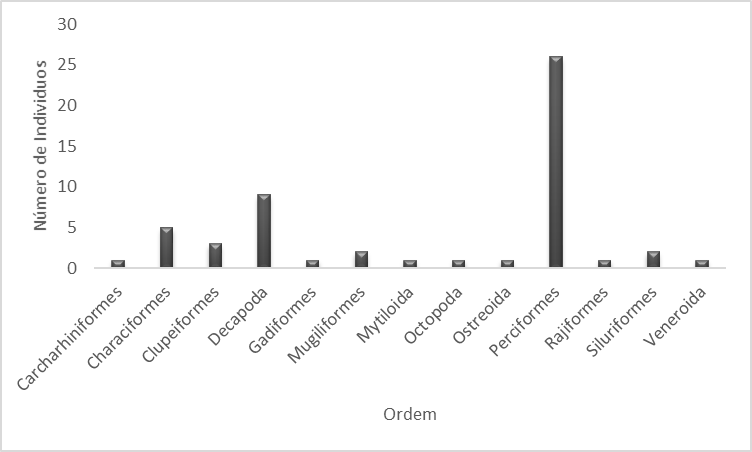 30
25
20
15
10
5
0
Número de Individuos
Carcharhiniformes
Characiformes
Clupeiformes
Decapoda
Gadiformes
Mugiliformes
Mytiloida
Octopoda
Ostreoida
Perciformes
Rajiformes
Siluriformes
Veneroida
Ordem